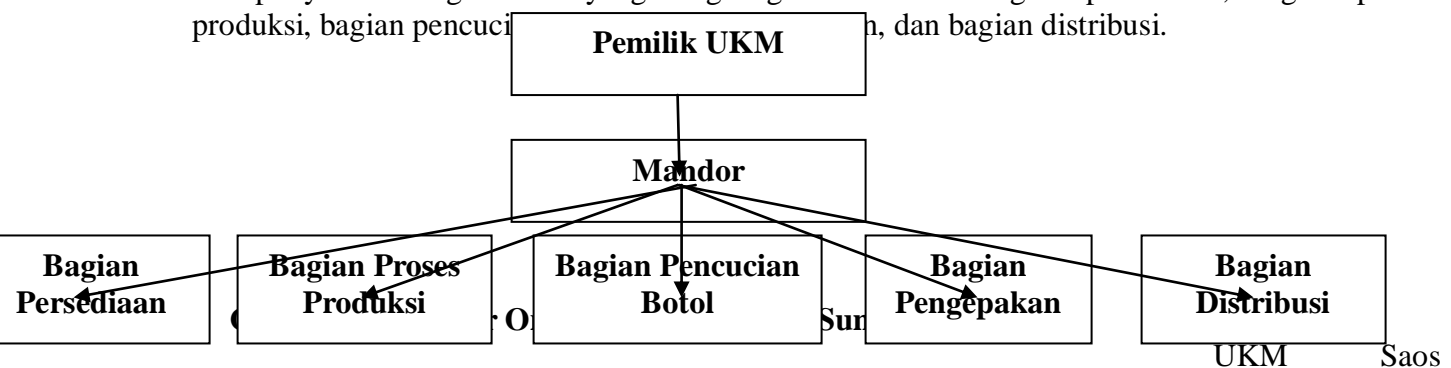 produksi, bagian dan bagian distribusi.
Pemilik UKM
Mandor
Bagian Persediaan
Bagian Proses Produksi
Bagian Pencucian Botol
Bagian Pengepakan
Bagian Distribusi
UKM Saos